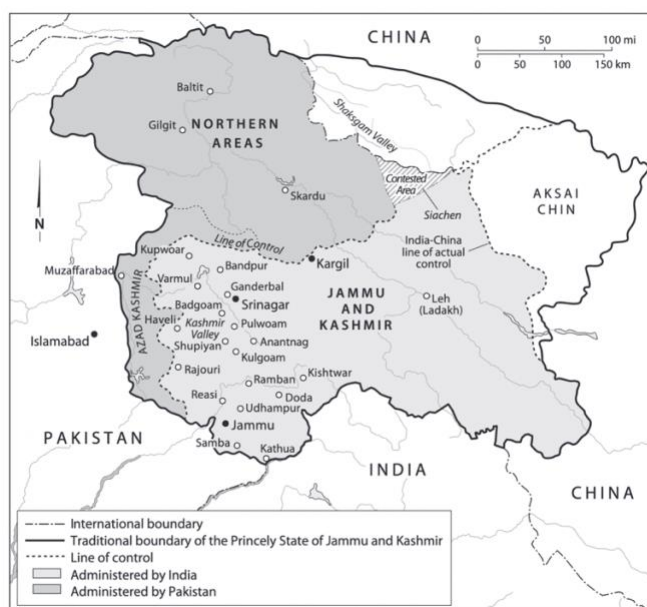 CHINA
0 50 100 mi
0 50 100 150 km
Baltit
Gilgit
NORTHERN
AREAS
Shaksgam Valley
Contested
Area
Siachen
AKSAI
CHIN
N
Skardu
India-China
line of actual
control
Line of Control
Kupwoar
Bandpur
Kargil
Muzaffarabad
Varmul
Ganderbal
Srinagar
JAMMU
AND
KASHMIR
Leh
(Ladakh)
Badgoam
Haveli
Kashmir
Valley
Pulwoam
AZAD KASHMIR
Islamabad
Shupiyan
Anantnag
Kulgoam
Rajouri
Ramban
Kishtwar
Reasi
Doda
Udhampur
Jammu
PAKISTAN
Samba
Kathua
INDIA
CHINA
International boundary
Traditional boundary of the Princely State of Jammu and Kashmir
Line of control
Administered by India
Administered by Pakistan